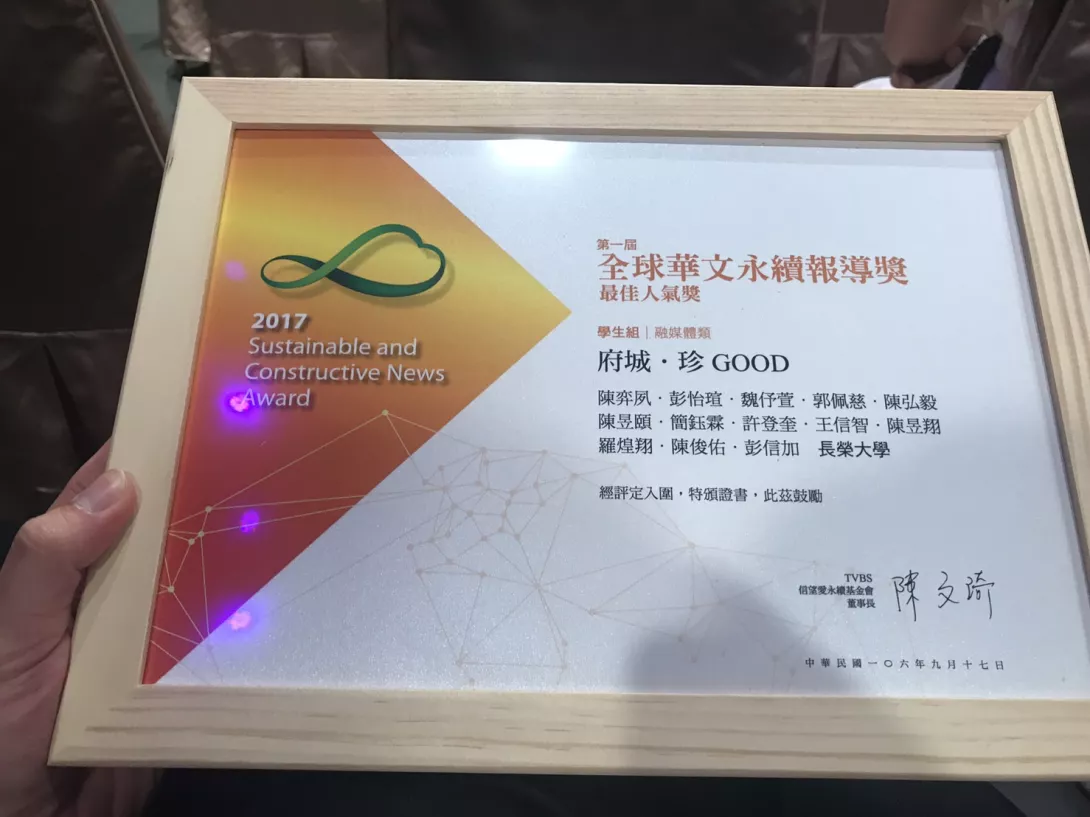 2017
Sustainable and
Constructive News
Award
第一屆
全球華文永續報導獎
最佳人氣獎
學生組｜融媒體類
府城・珍 GOOD
陳弈夙・彭怡瑄・魏伃萱・郭佩慈・陳弘毅
陳昱頤・簡鈺霖・許登奎・王信智・陳昱翔
羅煌翔・陳俊佑・彭信加 長榮大學
經評定入圍，特頒證書，此茲鼓勵
TVBS
信望愛永續基金會
董事長
陳文琦
中華民國一〇六年九月十七日